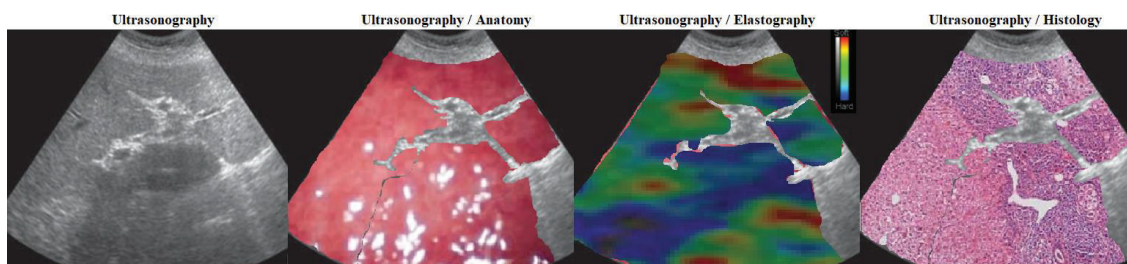 Ultrasonography
Ultrasonography / Anatomy
Ultrasonography / Elastography
Ultrasonography / Histology
Soft
Hard